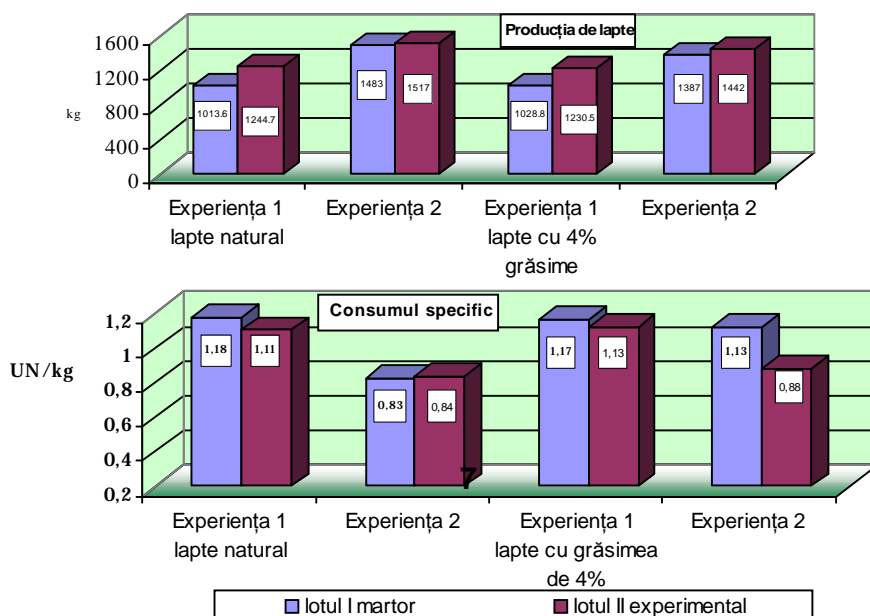 Producția de lapte
1600
1200
kg
800
400
0
1013.6
1244.7
1483
1517
1028.8
1230.5
1387
1442
Experiența 1
lapte natural
Experiența 2
Experiența 1
lapte cu 4%
grăsime
Experiența 2
Consumul specific
1,2
1
UN/kg
0,8
0,6
0,4
0,2
1,18
1,11
0,83
0,84
1,17
1,13
1,13
0,88
7
Experiența 1
lapte natural
Experiența 2
Experiența 1
lapte cu grăsimea
de 4%
Experiența 2
lotul I martor
lotul II experimental